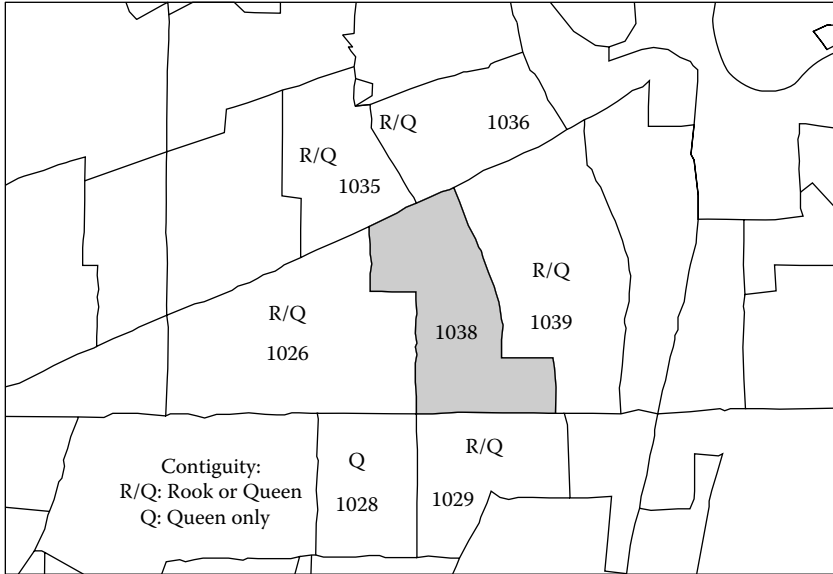 R/Q
1036
R/Q
1035
R/Q
1039
R/Q
1026
1038
Contiguity:
R/Q: Rook or Queen
Q: Queen only
Q
1028
R/Q
1029